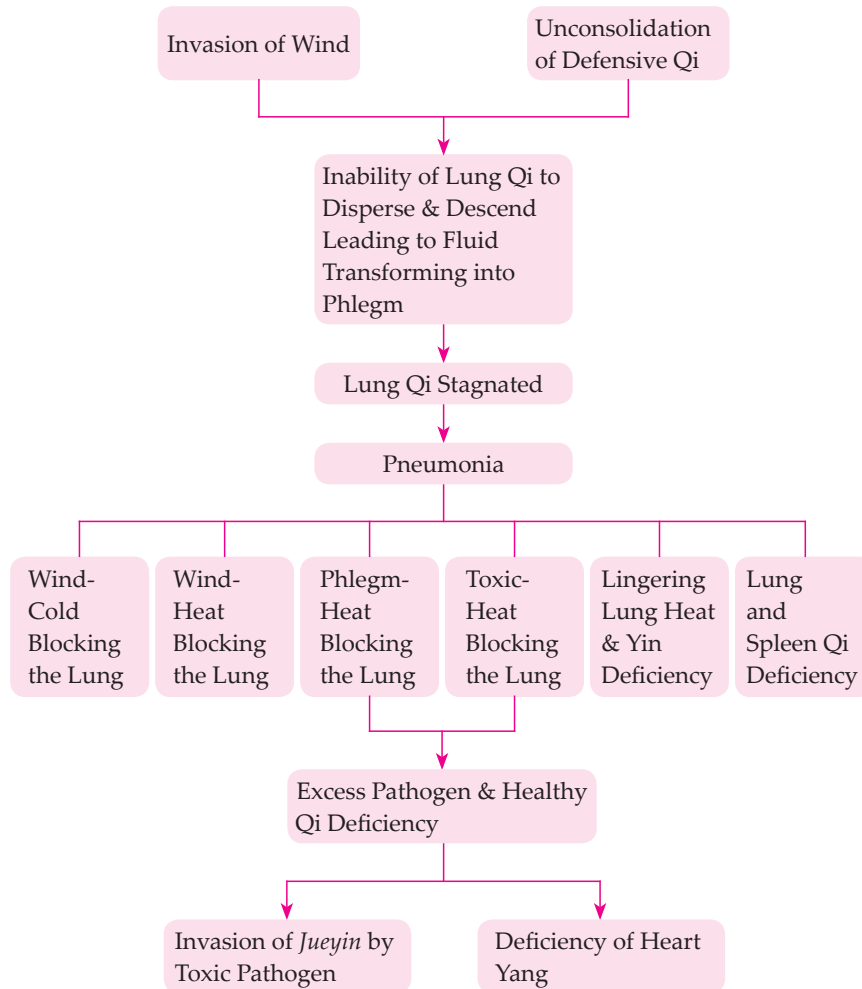 Invasion of Wind
Unconsolidation
of Defensive Qi
Inability of Lung Qi to
Disperse & Descend
Leading to Fluid
Transforming into
Phlegm
Lung Qi Stagnated
Pneumonia
Wind-
Cold
Blocking
the Lung
Wind-
Heat
Blocking
the Lung
Phlegm-
Heat
Blocking
the Lung
Toxic-
Heat
Blocking
the Lung
Lingering
Lung Heat
& Yin
Deficiency
Lung
and
Spleen Qi
Deficiency
Excess Pathogen & Healthy
Qi Deficiency
Invasion of Jueyin by
Toxic Pathogen
Deficiency of Heart
Yang